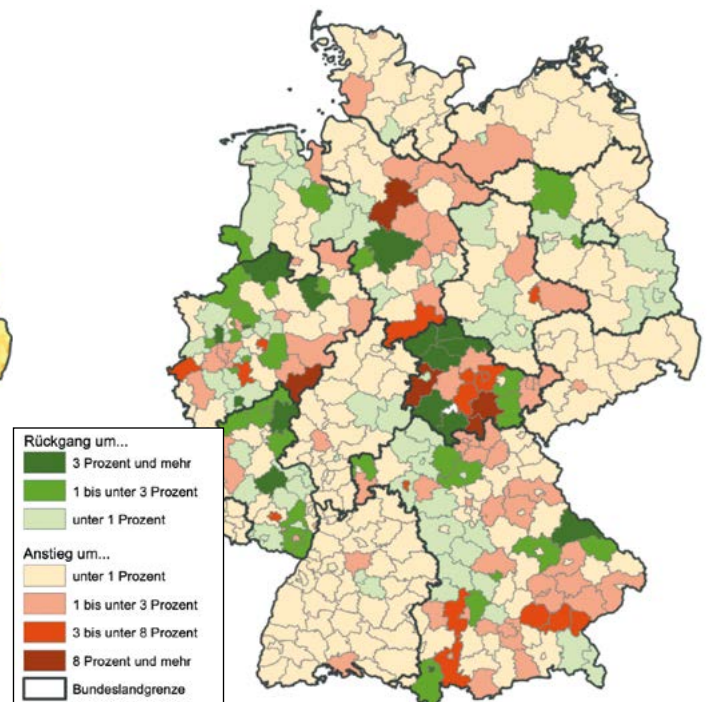 Rückgang um...
3 Prozent und mehr
1 bis unter 3 Prozent
unter 1 Prozent
Anstieg um...
unter 1 Prozent
1 bis unter 3 Prozent
3 bis unter 8 Prozent
8 Prozent und mehr
Bundeslandgrenze